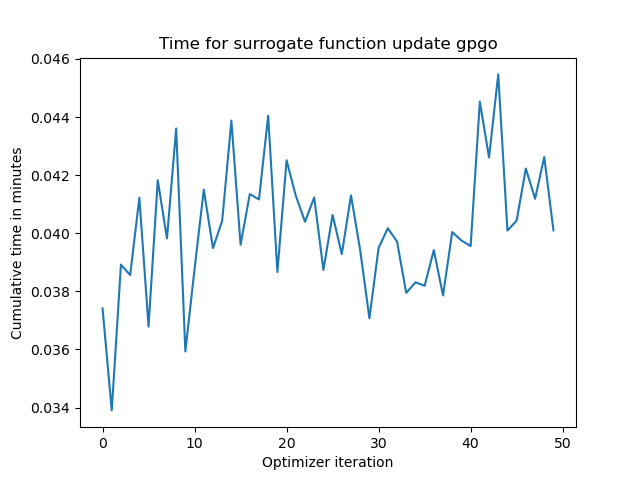 Time for surrogate function update gpgo
Cumulative time in minutes
0.046
0.044
0.042
0.040
0.038
0.036
0.034
0 10 20 30 40 50
Optimizer iteration